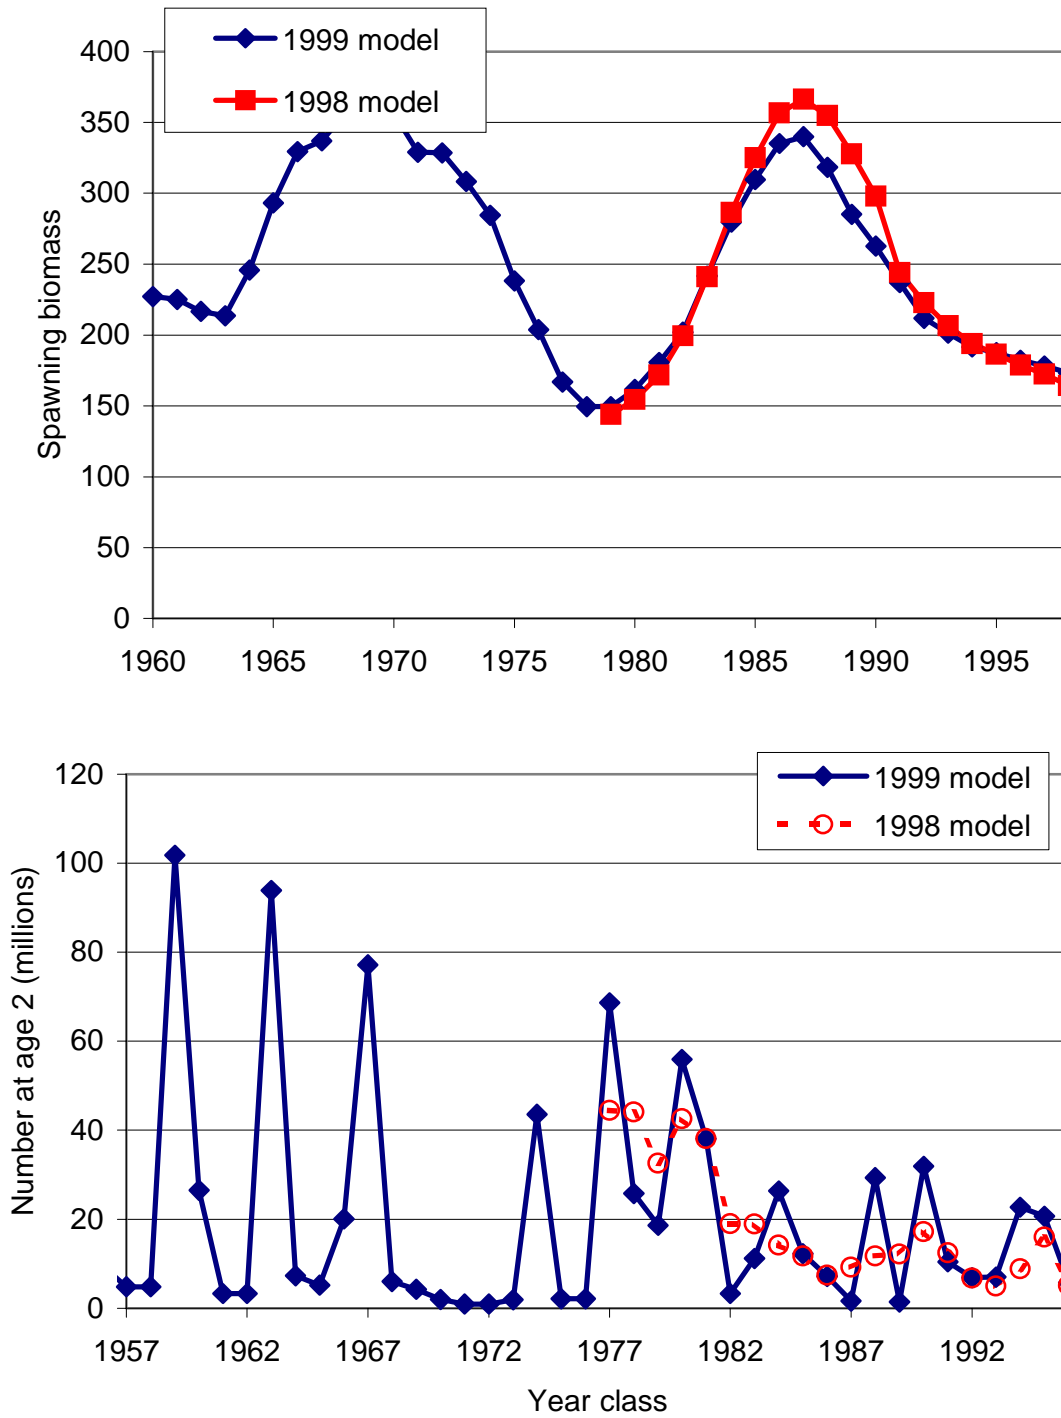 1999 model
1998 model
400
350
300
250
200
150
100
50
0
Spawning biomass
1960 1965 1970 1975 1980 1985 1990 1995
1999 model
1998 model
120
100
80
60
40
20
0
Number at age 2 (millions)
1957 1962 1967 1972 1977 1982 1987 1992
Year class